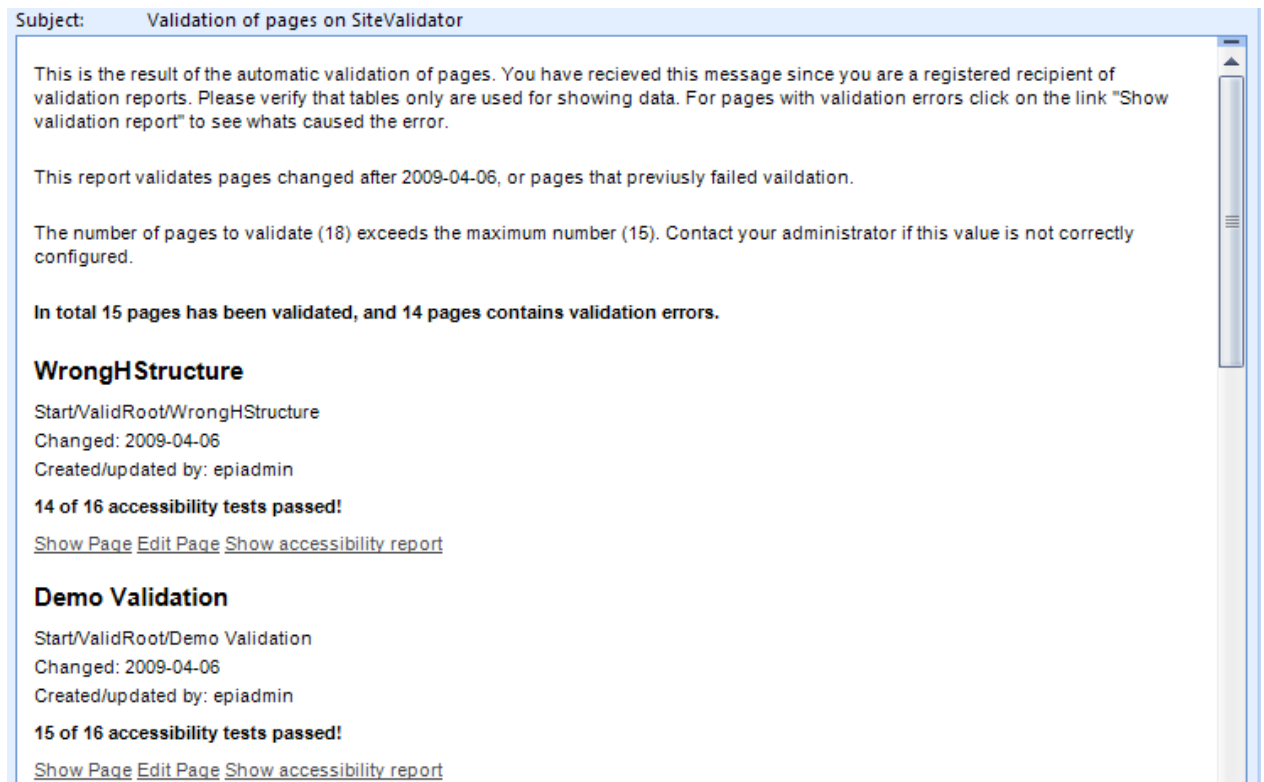 Subject: Validation of pages on SiteValidator
This is the result of the automatic validation of pages. You have recieved this message since you are a registered recipient of
validation reports. Please verify that tables only are used for showing data. For pages with validation errors click on the link "Show
validation report" to see whats caused the error.
This report validates pages changed after 2009-04-06, or pages that previusly failed vaildation.
The number of pages to validate (18) exceeds the maximum number (15). Contact your administrator if this value is not correctly
configured.
In total 15 pages has been validated, and 14 pages contains validation errors.
WrongHStructure
Start/ValidRoot/WrongHStructure
Changed: 2009-04-06
Created/updated by: epiadmin
14 of 16 accessibility tests passed!
Show Page Edit Page Show accessibility report
Demo Validation
Start/ValidRoot/Demo Validation
Changed: 2009-04-06
Created/updated by: epiadmin
15 of 16 accessibility tests passed!
Show Page Edit Page Show accessibility report